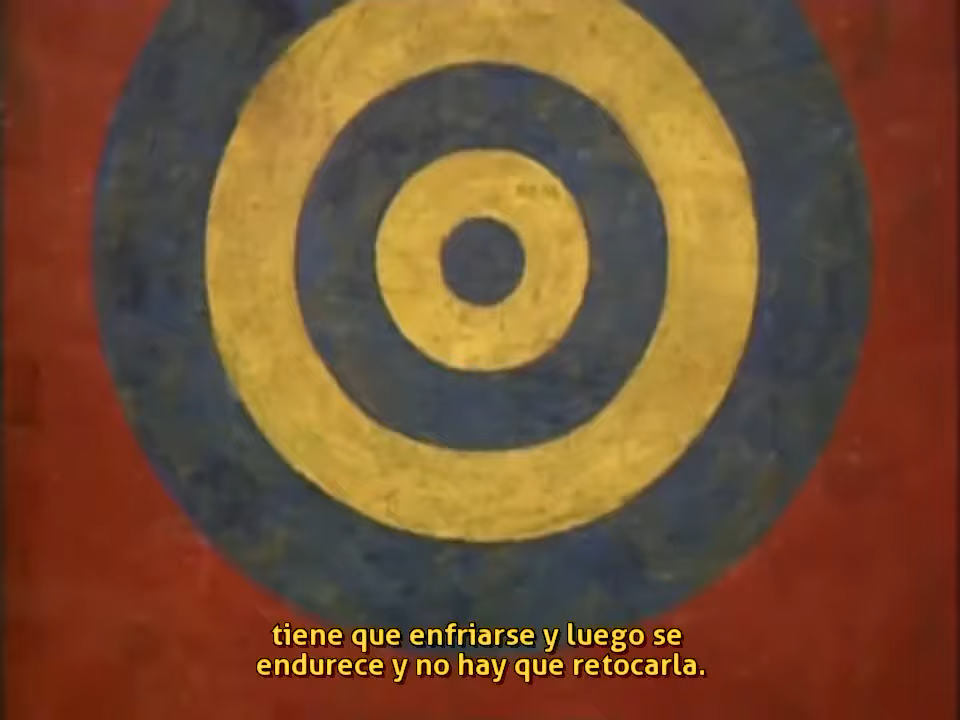 tiene que enfriarse y luego se
endurece y no hay que retocarla.